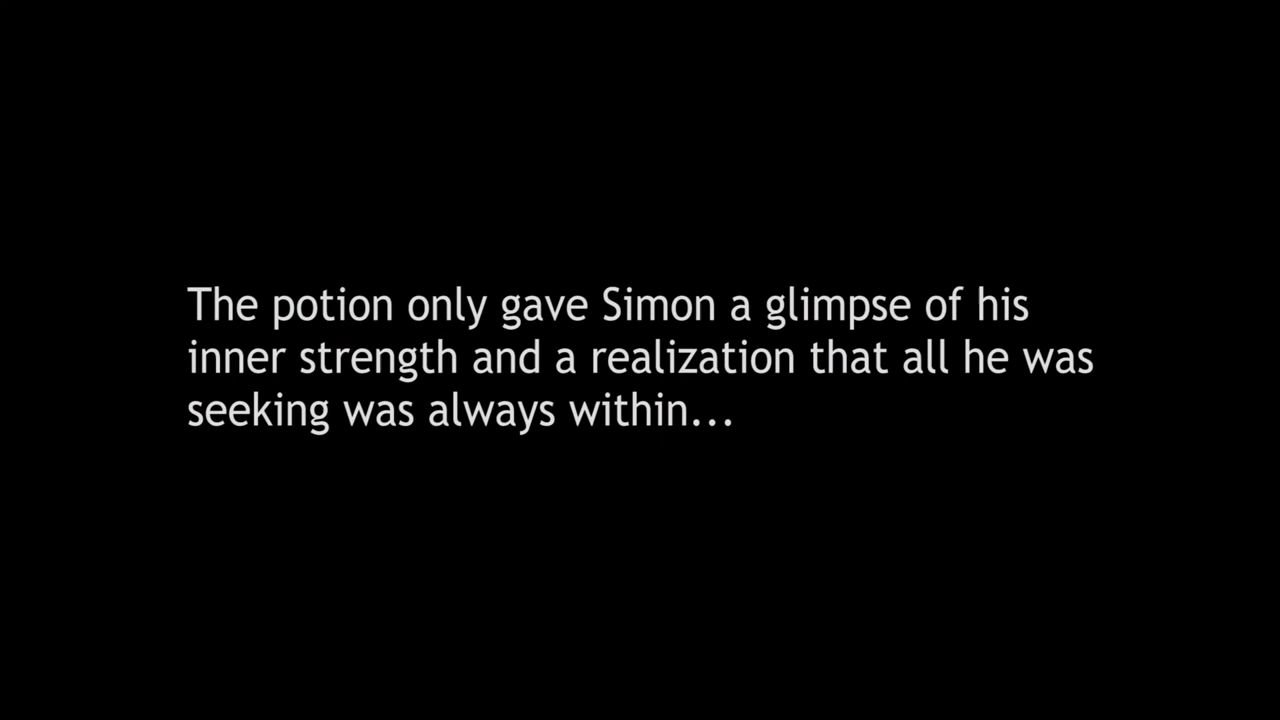 The potion only gave Simon a glimpse of his
inner strength and a realization that all he was
seeking was always within...